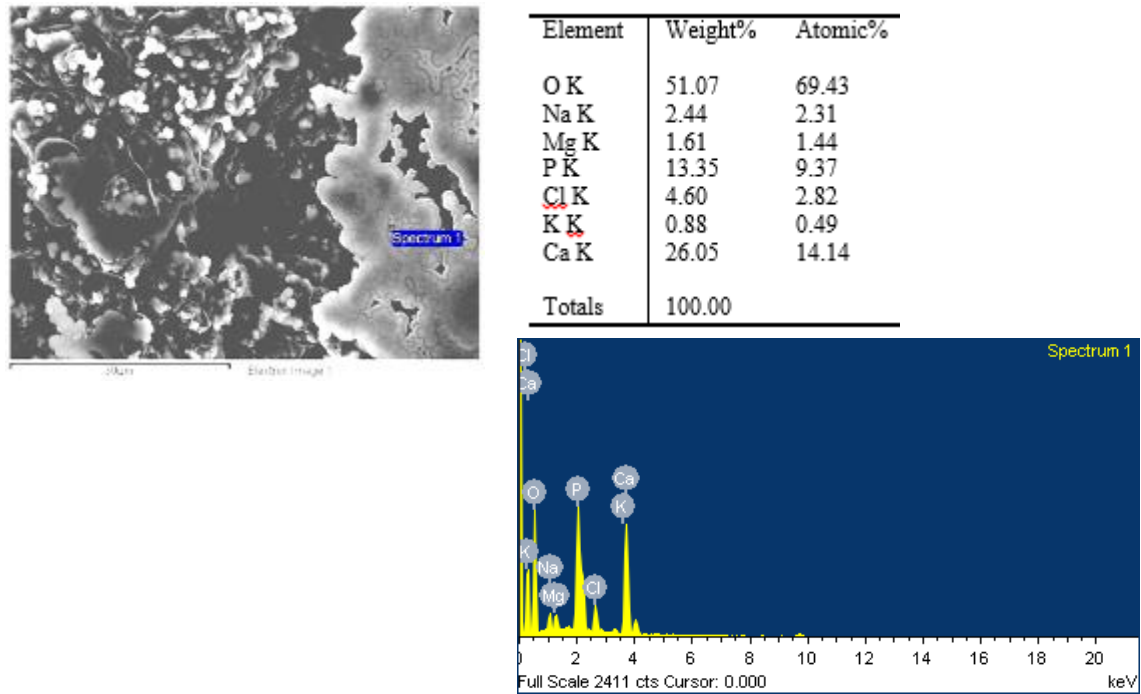 Spectrum 1
Electron Image 1
Element Weight% Atomic%
O K 51.07 69.43
Na K 2.44 2.31
Mg K 1.61 1.44
P K 13.35 9.37
Cl K 4.60 2.82
K K 0.88 0.49
Ca K 26.05 14.14
Totals 100.00
Spectrum 1
Cl
Ca
Ca
O
P
K
K
Na
Cl
Mg
0 2 4 6 8 10 12 14 16 18 20
Full Scale 2411 cts Cursor: 0.000 keV